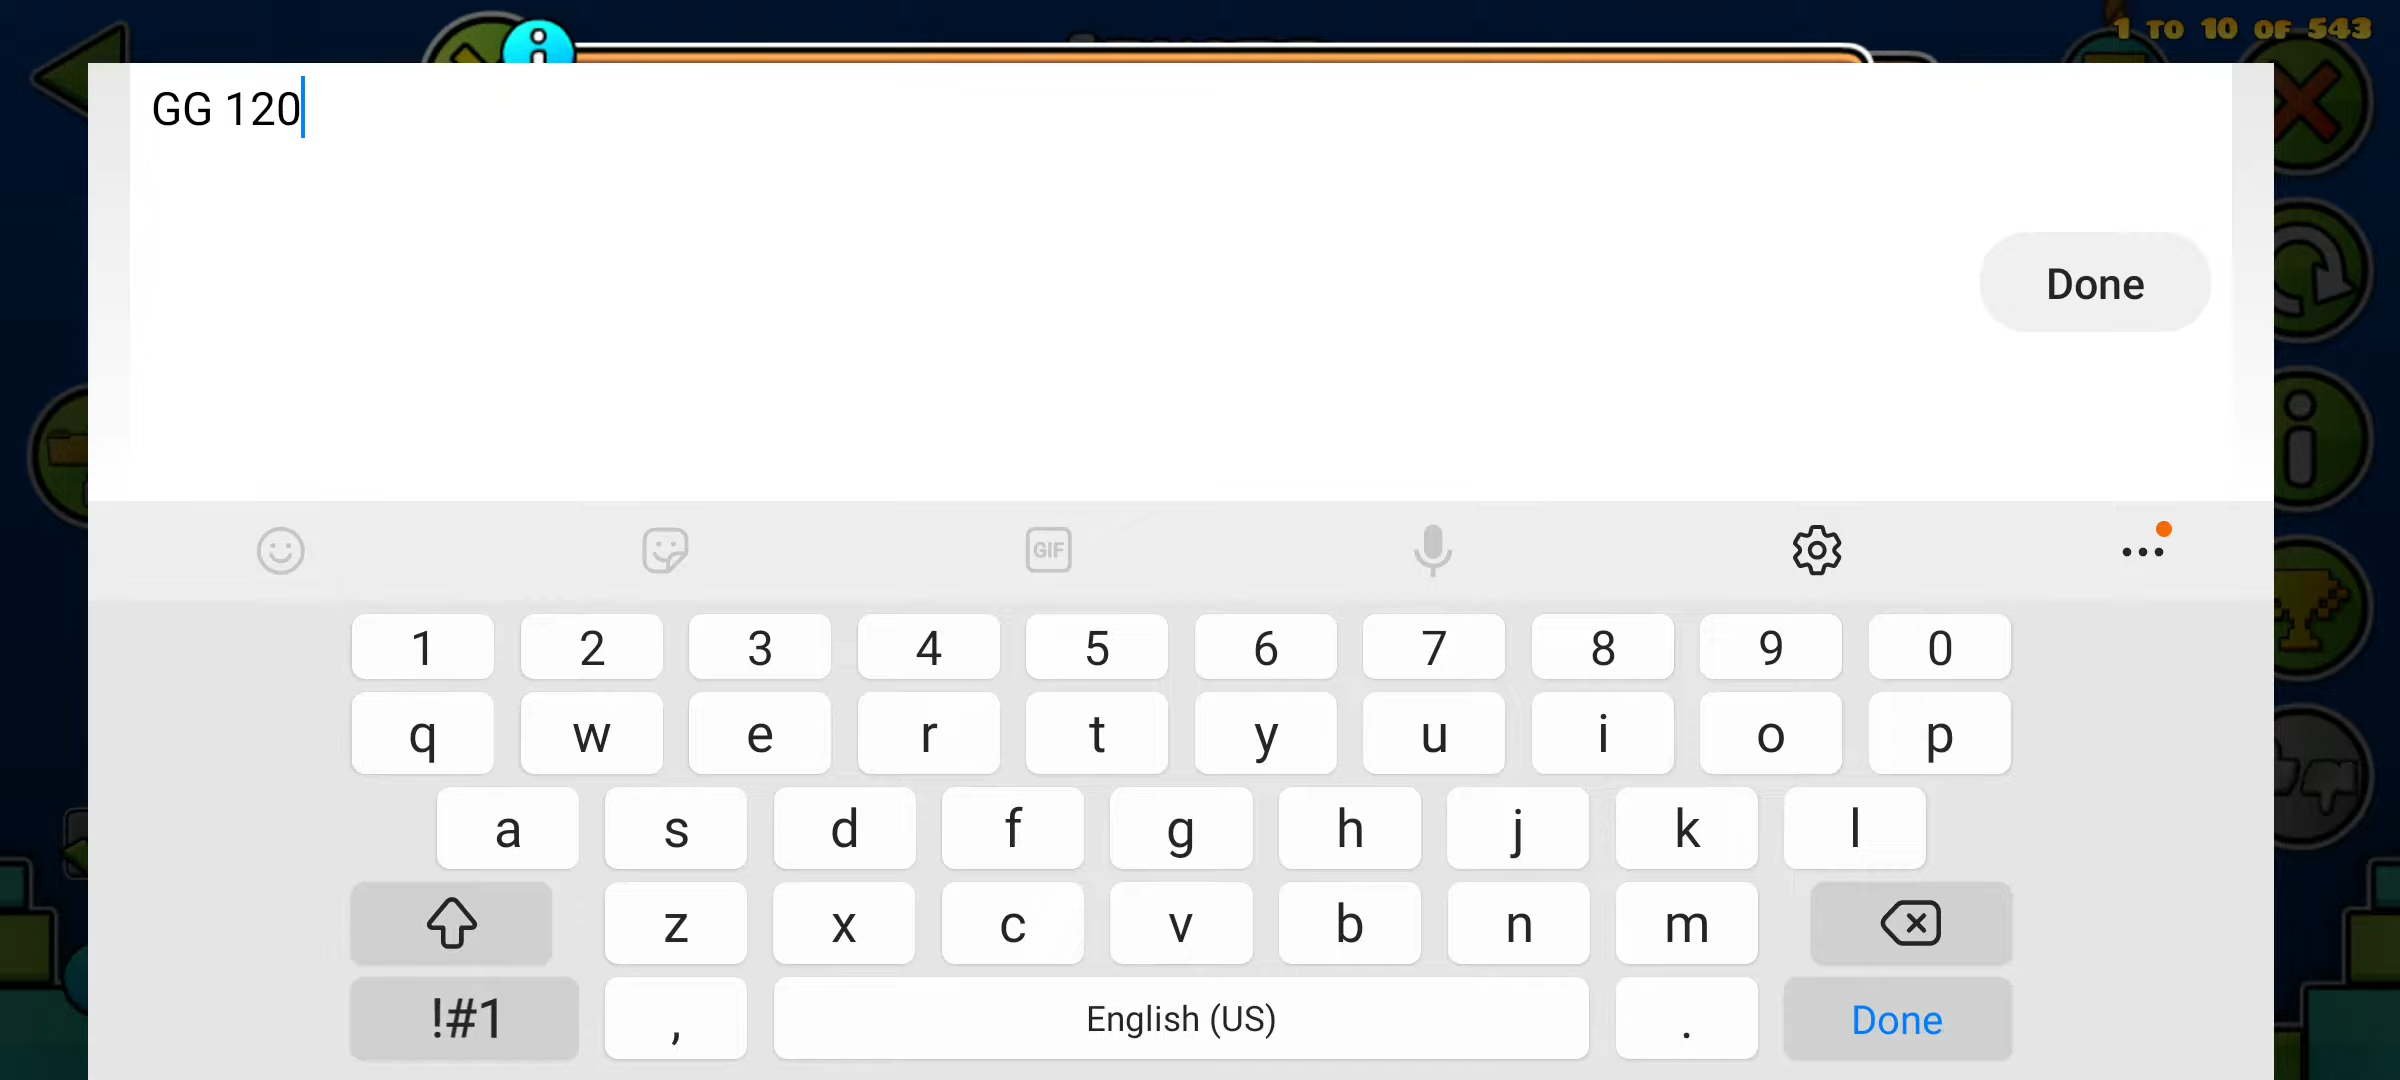 1 TO 10 OF 543
GG 120
Done
GIF
1 2 3 4 5 6 7 8 9 0
q w e r t y u i o p
a s d f g h j k l
z x c v b n m
!#1 , English (US) . Done